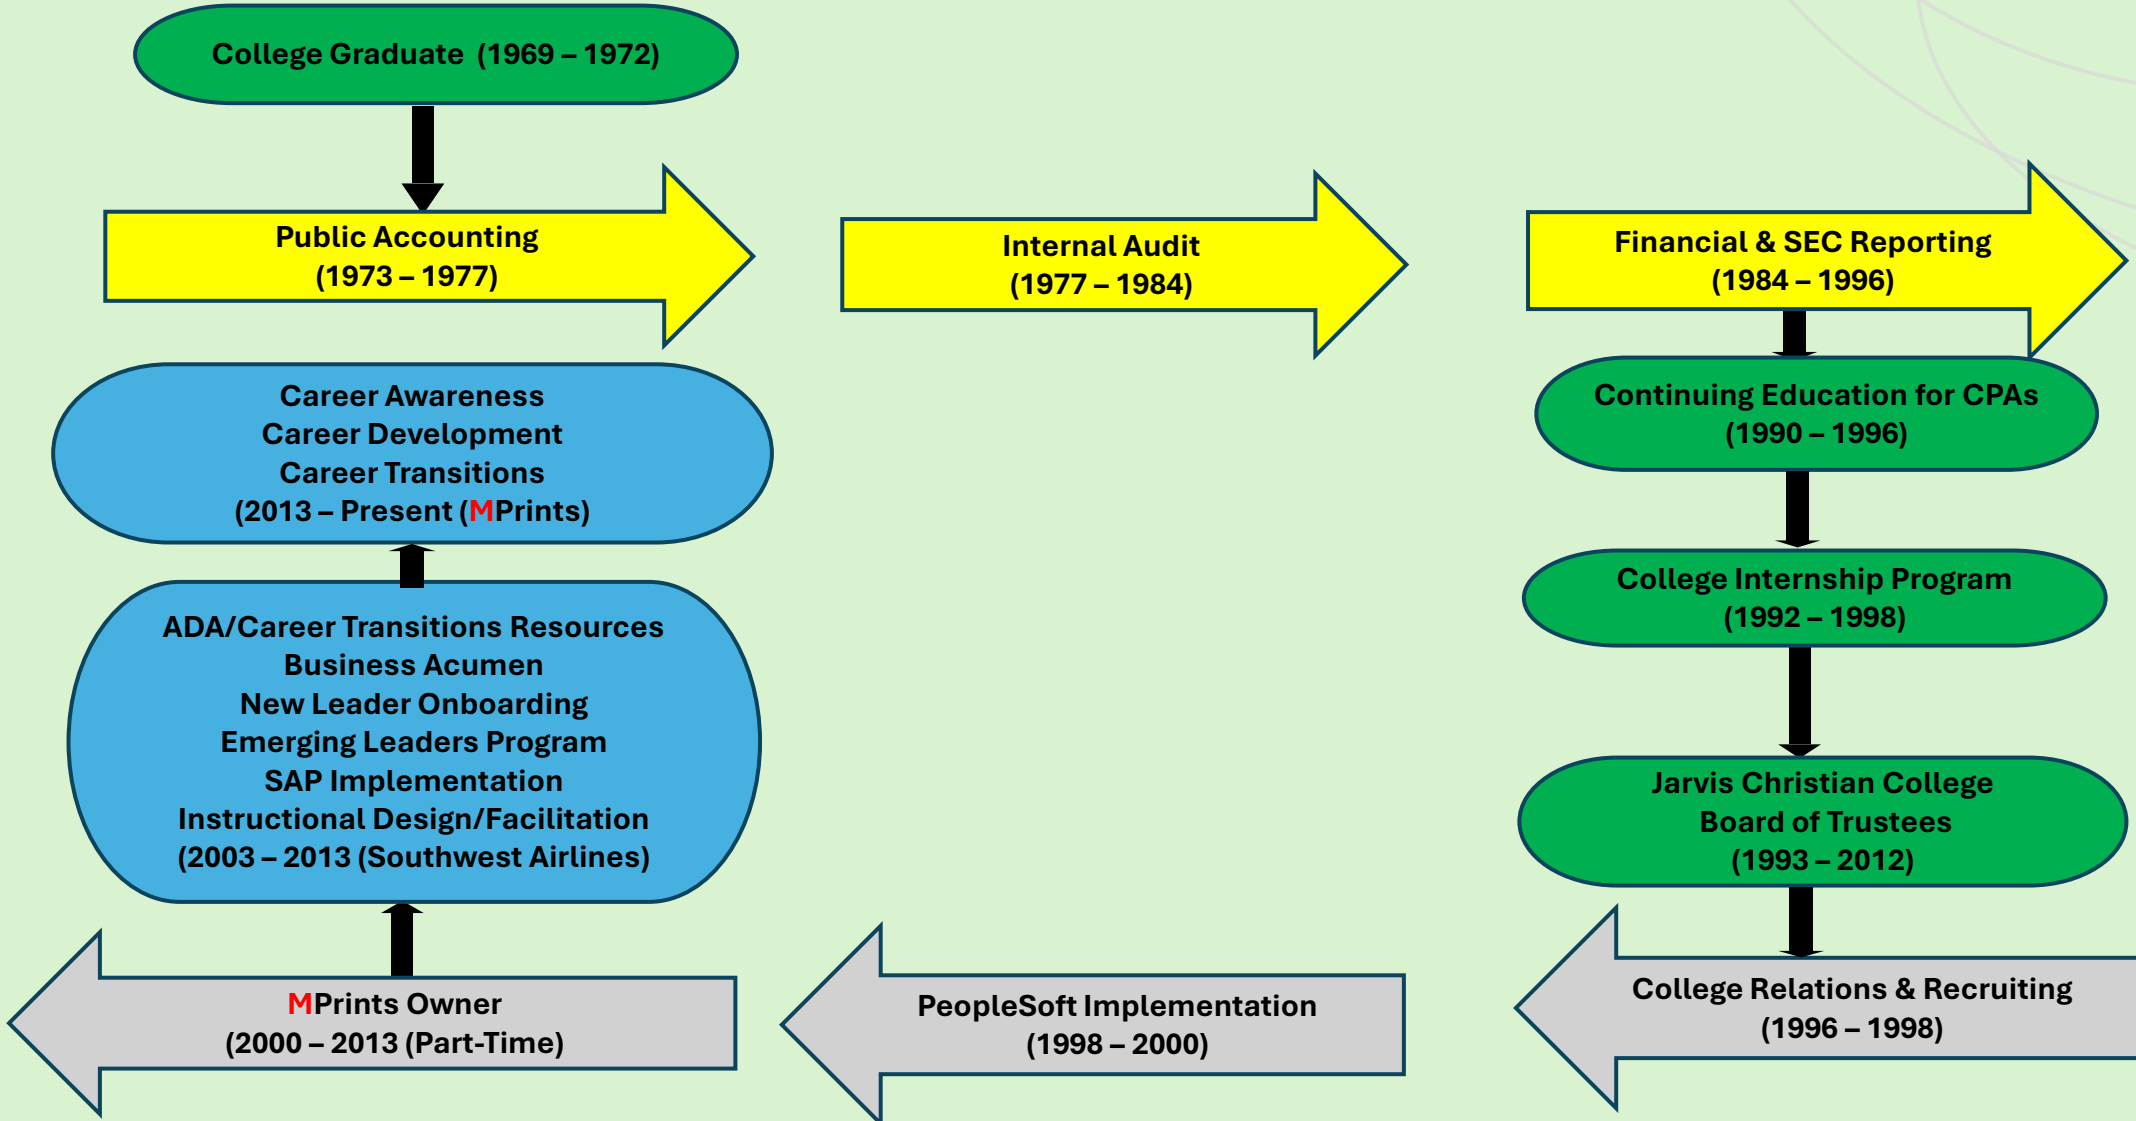 College Graduate  (1969 – 1972)
Public Accounting
(1973 – 1977)
Internal Audit
(1977 – 1984)
Financial & SEC Reporting
(1984 – 1996)
Continuing Education for CPAs
(1990 – 1996)
College Internship Program
(1992 – 1998)
Jarvis Christian College
Board of Trustees
(1993 – 2012)
College Relations & Recruiting
(1996 – 1998)
PeopleSoft Implementation
(1998 – 2000)
MPrints Owner
(2000 – 2013 (Part-Time)
ADA/Career Transitions Resources
Business Acumen
New Leader Onboarding
Emerging Leaders Program
SAP Implementation
Instructional Design/Facilitation
(2003 – 2013 (Southwest Airlines)
Career Awareness
Career Development
Career Transitions
(2013 – Present (MPrints)